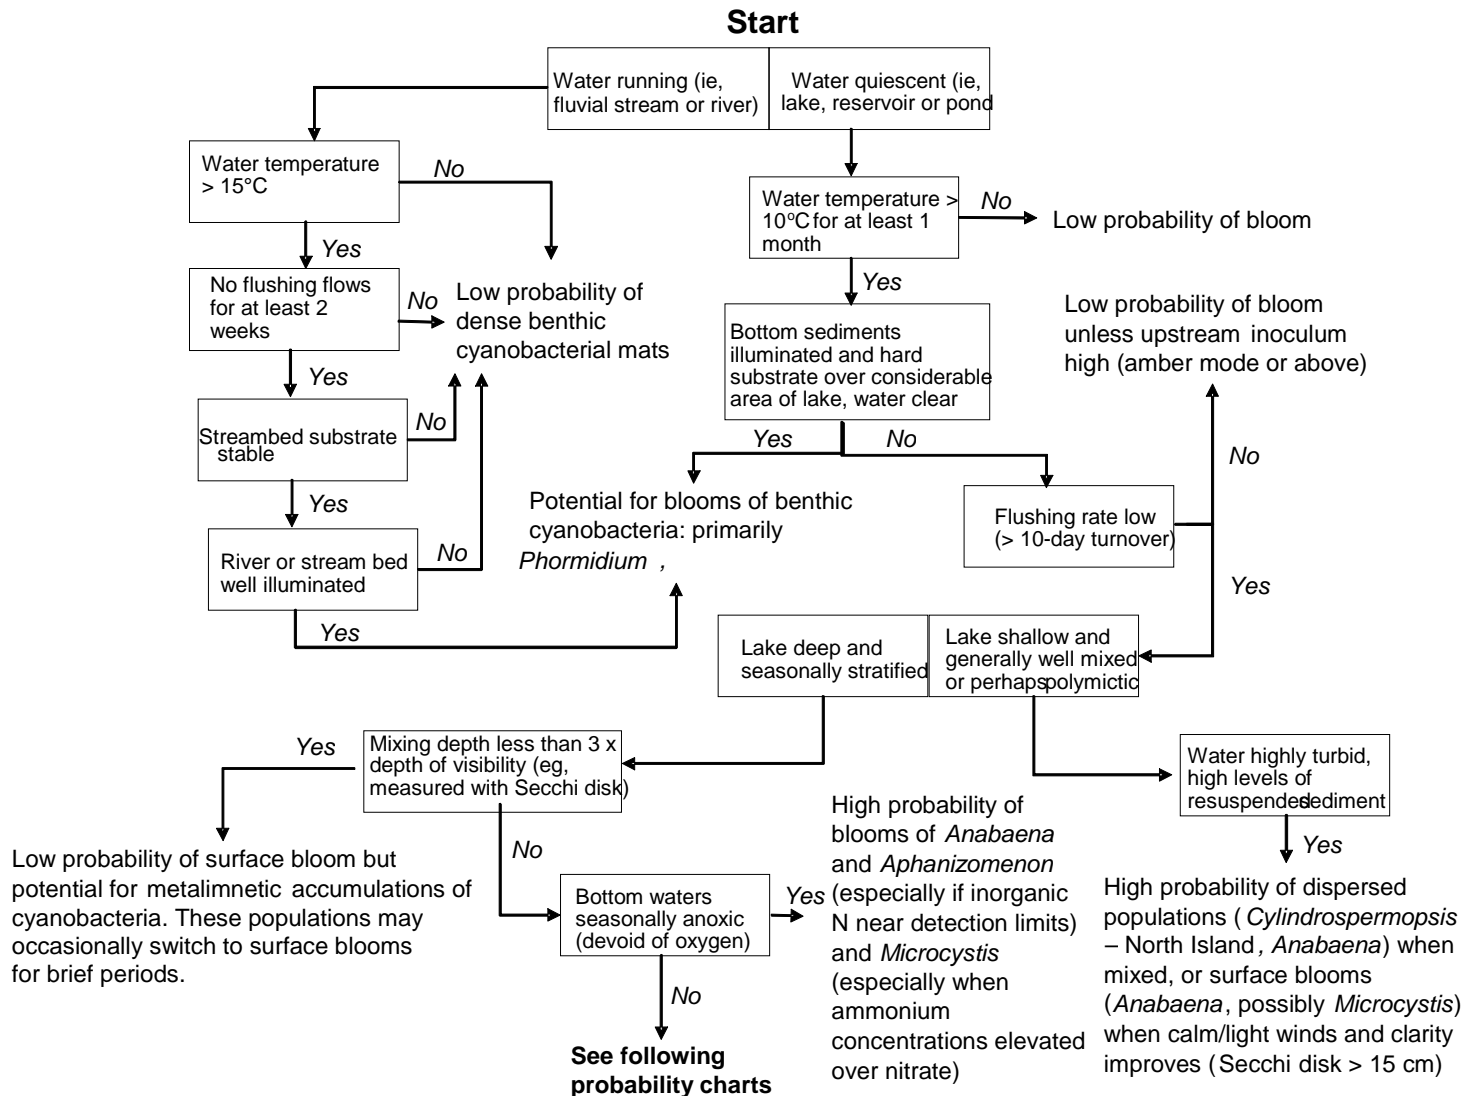 Start
Water running (ie,
fluvial stream or river)
Water quiescent (ie,
lake, reservoir or pond
Water temperature
> 15°C
No
Yes
No flushing flows
for at least 2
weeks
No
Yes
Streambed substrate
stable
No
Yes
River or stream bed
well illuminated
No
Yes
Low probability of
dense benthic
cyanobacterial mats
Water temperature >
10°C for at least 1
month
No
Low probability of bloom
Yes
Bottom sediments
illuminated and hard
substrate over considerable
area of lake, water clear
Yes
No
Potential for blooms of benthic
cyanobacteria: primarily
Phormidium ,
Low probability of bloom
unless upstream inoculum
high (amber mode or above)
No
Flushing rate low
(> 10-day turnover)
Yes
Lake deep and
seasonally stratified
Lake shallow and
generally well mixed
or perhaps polymictic
Yes
Mixing depth less than 3 x
depth of visibility (eg,
measured with Secchi disk)
No
Low probability of surface bloom but
potential for metalimnetic accumulations of
cyanobacteria. These populations may
occasionally switch to surface blooms
for brief periods.
Bottom waters
seasonally anoxic
(devoid of oxygen)
Yes
No
See following
probability charts
High probability of
blooms of Anabaena
and Aphanizomenon
(especially if inorganic
N near detection limits)
and Microcystis
(especially when
ammonium
concentrations elevated
over nitrate)
Water highly turbid,
high levels of
resuspended sediment
Yes
High probability of dispersed
populations ( Cylindrospermopsis
– North Island, Anabaena) when
mixed, or surface blooms
(Anabaena, possibly Microcystis)
when calm/light winds and clarity
improves (Secchi disk > 15 cm)